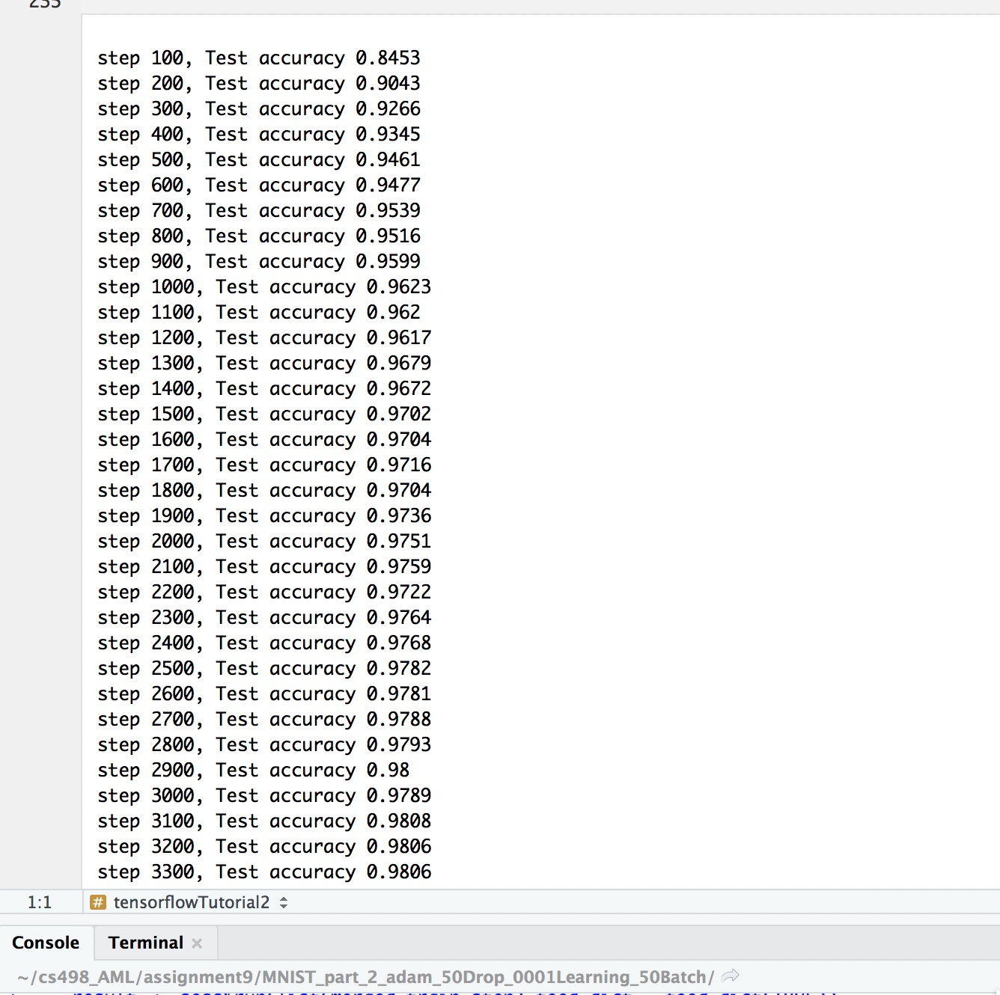 235
step 100, Test accuracy 0.8453
step 200, Test accuracy 0.9043
step 300, Test accuracy 0.9266
step 400, Test accuracy 0.9345
step 500, Test accuracy 0.9461
step 600, Test accuracy 0.9477
step 700, Test accuracy 0.9539
step 800, Test accuracy 0.9516
step 900, Test accuracy 0.9599
step 1000, Test accuracy 0.9623
step 1100, Test accuracy 0.962
step 1200, Test accuracy 0.9617
step 1300, Test accuracy 0.9679
step 1400, Test accuracy 0.9672
step 1500, Test accuracy 0.9702
step 1600, Test accuracy 0.9704
step 1700, Test accuracy 0.9716
step 1800, Test accuracy 0.9704
step 1900, Test accuracy 0.9736
step 2000, Test accuracy 0.9751
step 2100, Test accuracy 0.9759
step 2200, Test accuracy 0.9722
step 2300, Test accuracy 0.9764
step 2400, Test accuracy 0.9768
step 2500, Test accuracy 0.9782
step 2600, Test accuracy 0.9781
step 2700, Test accuracy 0.9788
step 2800, Test accuracy 0.9793
step 2900, Test accuracy 0.98
step 3000, Test accuracy 0.9789
step 3100, Test accuracy 0.9808
step 3200, Test accuracy 0.9806
step 3300, Test accuracy 0.9806
1:1 # tensorflowTutorial2
Console Terminal
~/cs498_AML/assignment9/MNIST_part_2_adam_50Drop_0001Learning_50Batch/